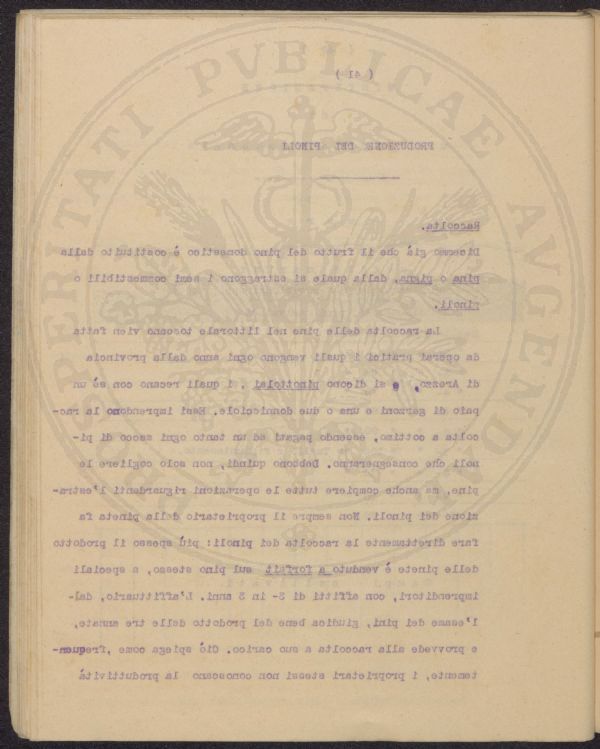 ( 41 )
PRODUZIONE DEI PINOLI
Raccolta.
Dicemmo già che il frutto del pino domestico è costituito dalla
pina o pigna, dalla quale si estraggono i semi commestibili o
pinoli.
La raccolta delle pine nel littorale toscano vien fatta
da operai pratici i quali vengono ogni anno dalla provincia
di Arezzo, e si dicono pinottolai , i quali recano con sé un
paio di garzoni e una o due donnicciole. Essi imprendono la rac-
colta a cottimo, essendo pagati ad un tanto ogni sacco di pi-
noli che consegneranno. Debbono quindi, non solo cogliere le
pine, ma anche compiere tutte le operazioni riguardanti l'estra-
zione dei pinoli. Non sempre il proprietario della pineta fa
fare direttamente la raccolta dei pinoli: più spesso il prodotto
delle pinete è venduto a forfait sul pino stesso, a speciali
imprenditori, con affitti di 3- in 3 anni. L'affittuario, dal-
l'esame dei pini, giudica bene del prodotto delle tre annate,
e provvede alla raccolta a suo carico. Ciò spiega come ,frequen-
temente, i proprietari stessi non conoscano la produttività
PROSPERITATI PVBLICAE AVGENDAE